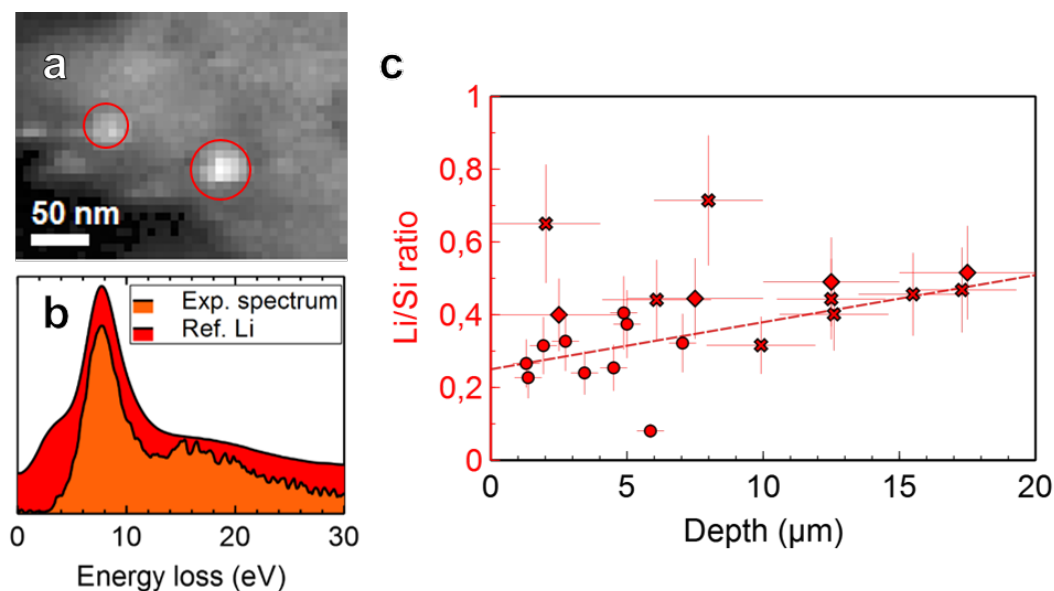 a
50 nm
b
Exp. spectrum
Ref. Li
0 10 20 30
Energy loss (eV)
c
Li/Si ratio
1
0,8
0,6
0,4
0,2
0
0 5 10 15 20
Depth (µm)